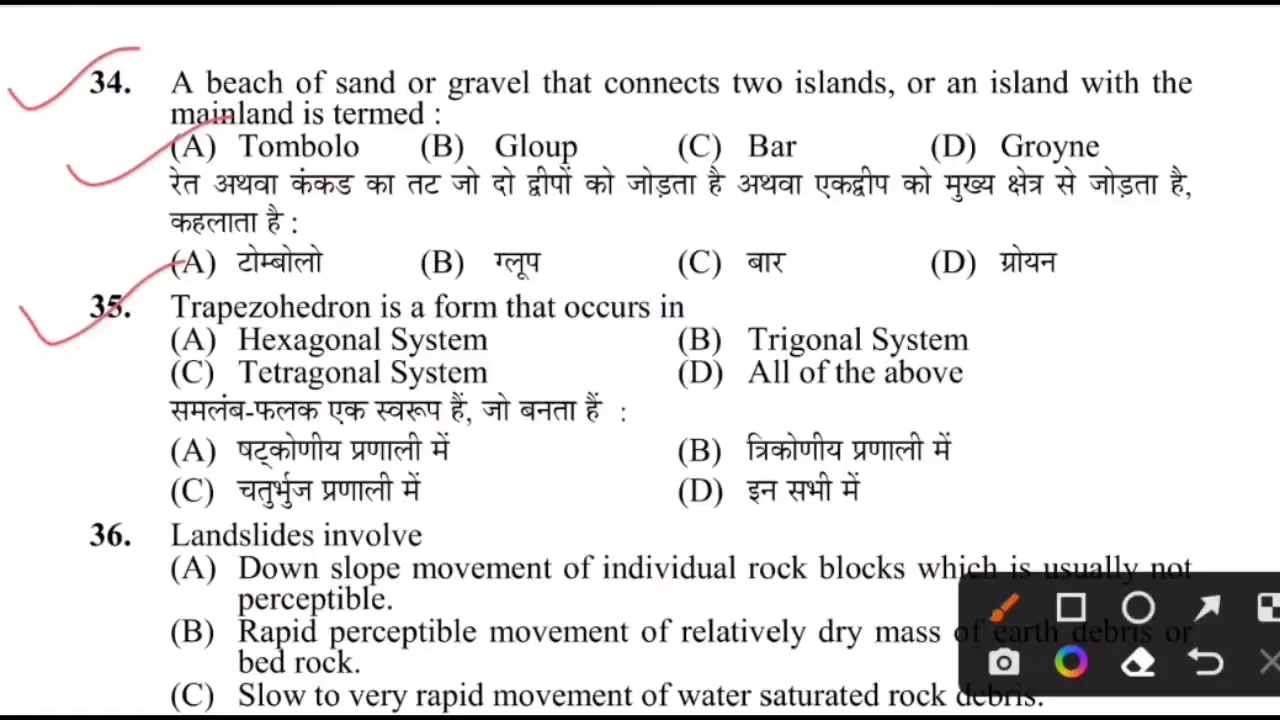 34. A beach of sand or gravel that connects two islands, or an island with the
mainland is termed :
(A) Tombolo (B) Gloup (C) Bar (D) Groyne
रेत अथवा कंकड का तट जो दो द्वीपों को जोड़ता है अथवा एकद्वीप को मुख्य क्षेत्र से जोड़ता है,
कहलाता है :
(A) टोम्बोलो (B) ग्लूप (C) बार (D) ग्रोयन
35. Trapezohedron is a form that occurs in
(A) Hexagonal System (B) Trigonal System
(C) Tetragonal System (D) All of the above
समलंब-फलक एक स्वरूप हैं, जो बनता हैं :
(A) षट्कोणीय प्रणाली में (B) त्रिकोणीय प्रणाली में
(C) चतुर्भुज प्रणाली में (D) इन सभी में
36. Landslides involve
(A) Down slope movement of individual rock blocks which is usually not
perceptible.
(B) Rapid perceptible movement of relatively dry mass of earth debris or
bed rock.
(C) Slow to very rapid movement of water saturated rock debris.